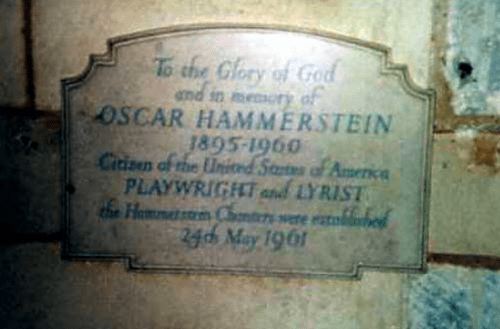 To the Glory of God
and in memory of
OSCAR HAMMERSTEIN
1895-1960
Citizen of the United States of America
PLAYWRIGHT and LYRIST
the Hammerstein Chanters were established
24th May 1961